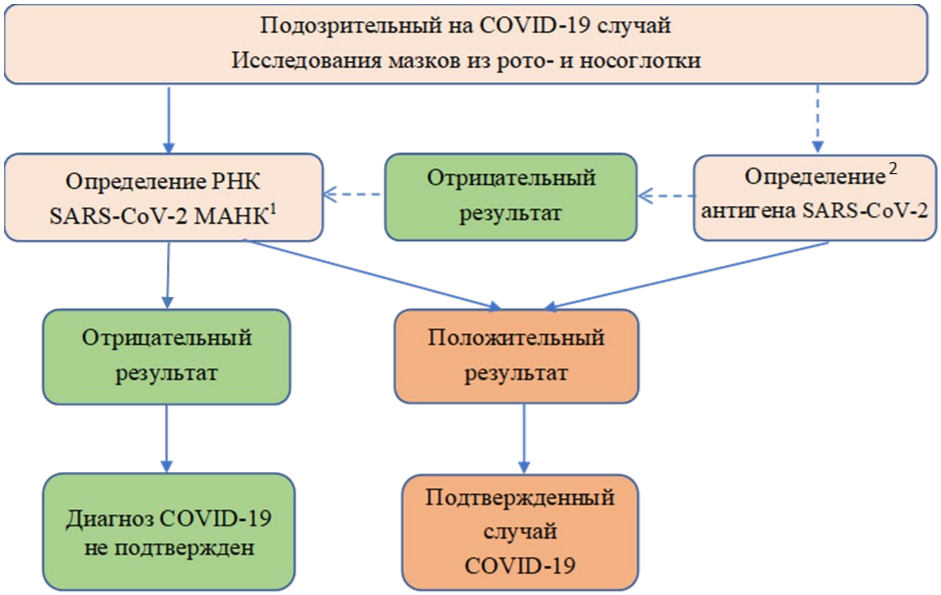 Подозрительный на COVID-19 случай
Исследования мазков из рото- и носоглотки
Определение РНК
SARS-CoV-2 МАНК¹
Отрицательный
результат
Определение²
антигена SARS-CoV-2
Отрицательный
результат
Положительный
результат
Диагноз COVID-19
не подтвержден
Подтвержденный
случай
COVID-19